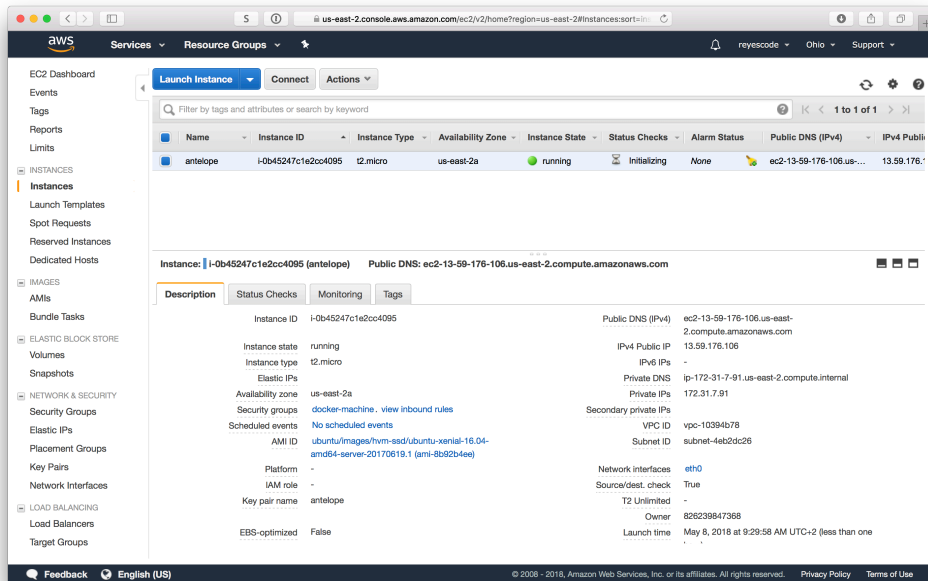 us-east-2.console.aws.amazon.com/ec2/v2/home?region=us-east-2#Instances:sort=
S
aws
Services
Resource Groups
reyescode
Ohio
Support
EC2 Dashboard
Events
Tags
Reports
Limits
INSTANCES
Instances
Launch Templates
Spot Requests
Reserved Instances
Dedicated Hosts
IMAGES
AMIs
Bundle Tasks
ELASTIC BLOCK STORE
Volumes
Snapshots
NETWORK & SECURITY
Security Groups
Elastic IPs
Placement Groups
Key Pairs
Network Interfaces
LOAD BALANCING
Load Balancers
Target Groups
Launch Instance Connect Actions
Filter by tags and attributes or search by keyword 1 to 1 of 1
Name Instance ID Instance Type Availability Zone Instance State Status Checks Alarm Status Public DNS (IPv4) IPv4 Public
antelope i-0b45247c1e2cc4095 t2.micro us-east-2a running Initializing None ec2-13-59-176-106.us-... 13.59.176.
Instance: i-0b45247c1e2cc4095 (antelope) Public DNS: ec2-13-59-176-106.us-east-2.compute.amazonaws.com
Description Status Checks Monitoring Tags
Instance ID i-0b45247c1e2cc4095
Instance state running
Instance type t2.micro
Elastic IPs
Availability zone us-east-2a
Security groups docker-machine. view inbound rules
Scheduled events No scheduled events
AMI ID ubuntu/images/hvm-ssd/ubuntu-xenial-16.04-
amd64-server-20170619.1 (ami-8b92b4ee)
Platform -
IAM role -
Key pair name antelope
EBS-optimized False
Public DNS (IPv4) ec2-13-59-176-106.us-east-
2.compute.amazonaws.com
IPv4 Public IP 13.59.176.106
IPv6 IPs -
Private DNS ip-172-31-7-91.us-east-2.compute.internal
Private IPs 172.31.7.91
Secondary private IPs
VPC ID vpc-10394b78
Subnet ID subnet-4eb2dc26
Network interfaces eth0
Source/dest. check True
T2 Unlimited -
Owner 826239847368
Launch time May 8, 2018 at 9:29:58 AM UTC+2 (less than one
Feedback English (US) © 2008 - 2018, Amazon Web Services, Inc. or its affiliates. All rights reserved. Privacy Policy Terms of Use